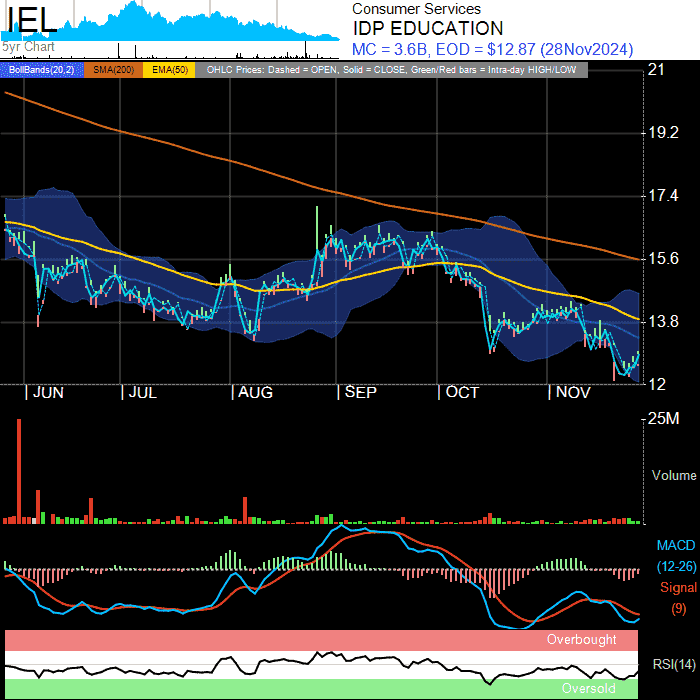 IEL
5yr Chart
Consumer Services
IDP EDUCATION
MC = 3.6B, EOD = $12.87 (28Nov2024)
BollBands(20,2) SMA(200) EMA(50) OHLC Prices: Dashed = OPEN, Solid = CLOSE, Green/Red bars = Intra-day HIGH/LOW
21
19.2
17.4
15.6
13.8
12
JUN JUL AUG SEP OCT NOV
25M
Volume
MACD
(12-26)
Signal
(9)
Overbought
RSI(14)
Oversold